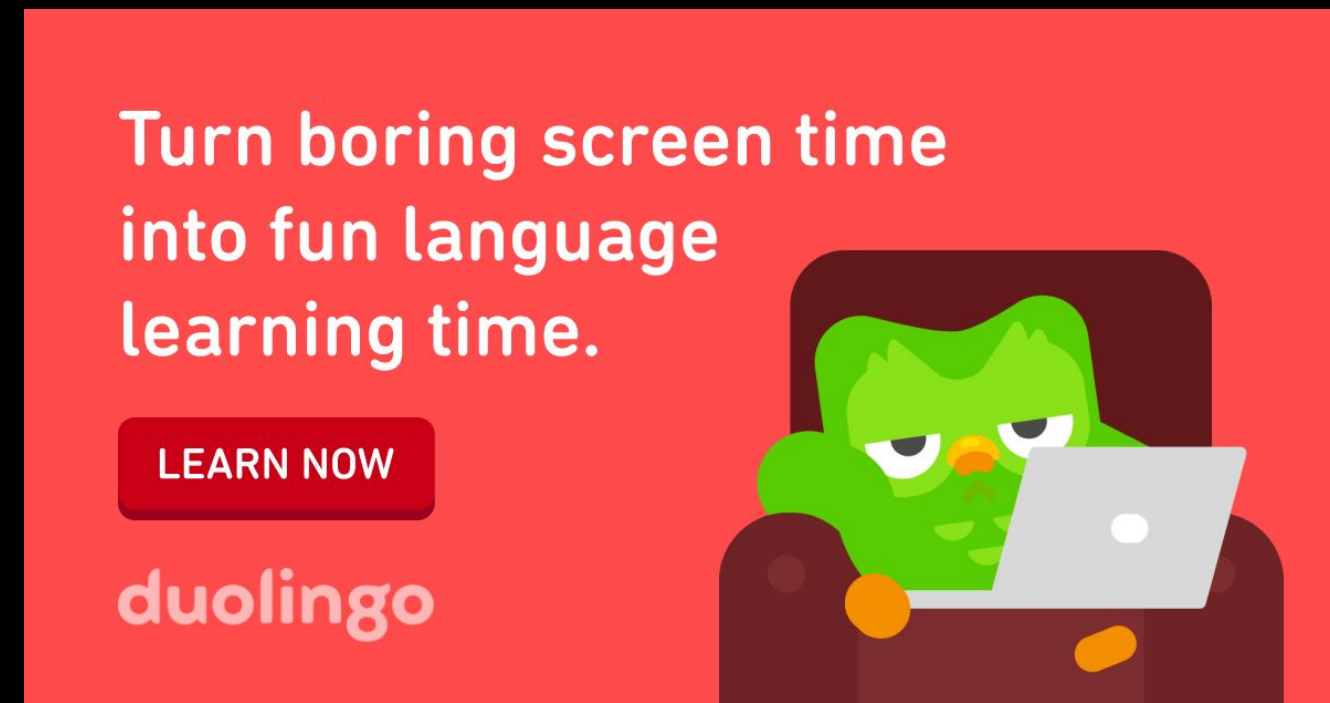 Turn boring screen time
into fun language
learning time.
LEARN NOW
duolingo